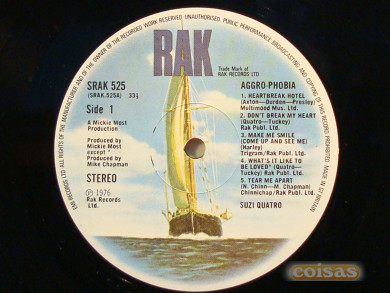 EMI RECORDS LTD ALL RIGHTS OF THE MANUFACTURER AND OF THE OWNER OF THE RECORDED WORK RESERVED UNAUTHORISED PUBLIC PERFORMANCE BROADCASTING AND COPYING OF THIS RECORD PROHIBITED MADE IN GT BRITAIN
RAK
Trade Mark of
RAK RECORDS LTD
SRAK 525
(SRAK.525A) 33⅓
Side 1
A Mickie Most
Production
Produced by
Mickie Most
except *
Produced by
Mike Chapman
STEREO
℗ 1976
Rak Records
Ltd.
AGGRO-PHOBIA
1. HEARTBREAK HOTEL
(Axton—Durden—Presley)
Multimood Mus. Ltd.
2. DON'T BREAK MY HEART
(Quatro—Tuckey)
Rak Publ. Ltd.
3. MAKE ME SMILE
(COME UP AND SEE ME)
(Harley)
Trigram/Rak Publ. Ltd.
4. WHAT'S IT LIKE TO
BE LOVED* (Quatro—
Tuckey) Rak Publ. Ltd.
5. TEAR ME APART
(N. Chinn—M. Chapman)
Chinnichap/Rak Publ. Ltd.
SUZI QUATRO
coisas